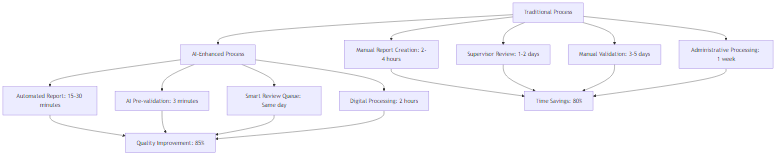 Traditional Process
AI-Enhanced Process
Manual Report Creation: 2-
4 hours
Supervisor Review: 1-2 days
Manual Validation: 3-5 days
Administrative Processing:
1 week
Automated Report: 15-30
minutes
AI Pre-validation: 3 minutes
Smart Review Queue:
Same day
Digital Processing: 2 hours
Time Savings: 80%
Quality Improvement: 85%